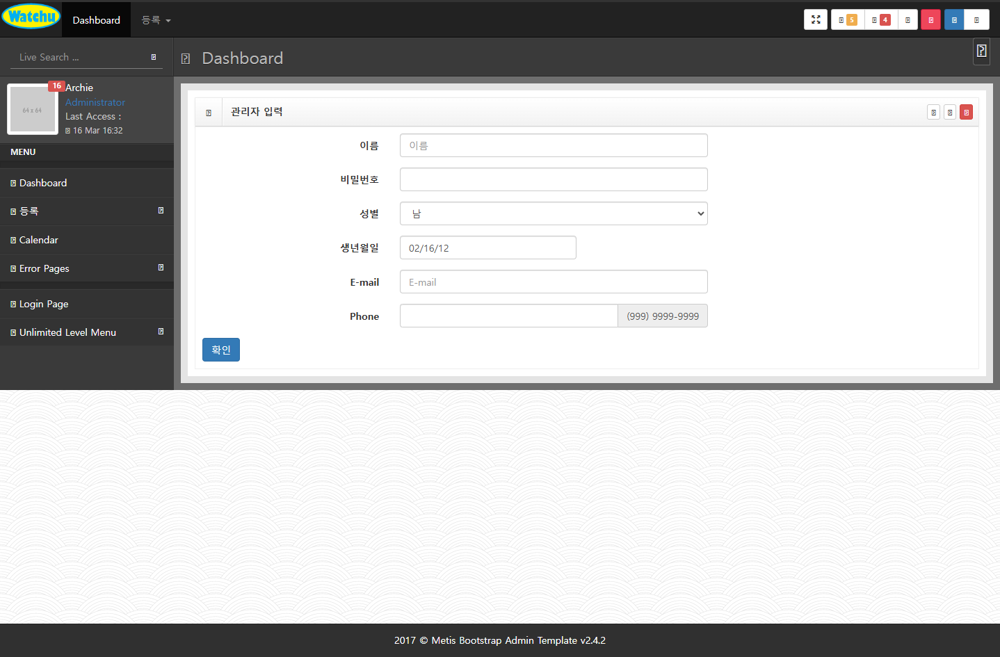 Watchu
Dashboard
등록
5
4
Live Search ...
Dashboard
16
64 x 64
Archie
Administrator
Last Access :
16 Mar 16:32
MENU
Dashboard
등록
Calendar
Error Pages
Login Page
Unlimited Level Menu
관리자 입력
이름
이름
비밀번호
성별
남
생년월일
02/16/12
E-mail
E-mail
Phone
(999) 9999-9999
확인
2017 © Metis Bootstrap Admin Template v2.4.2